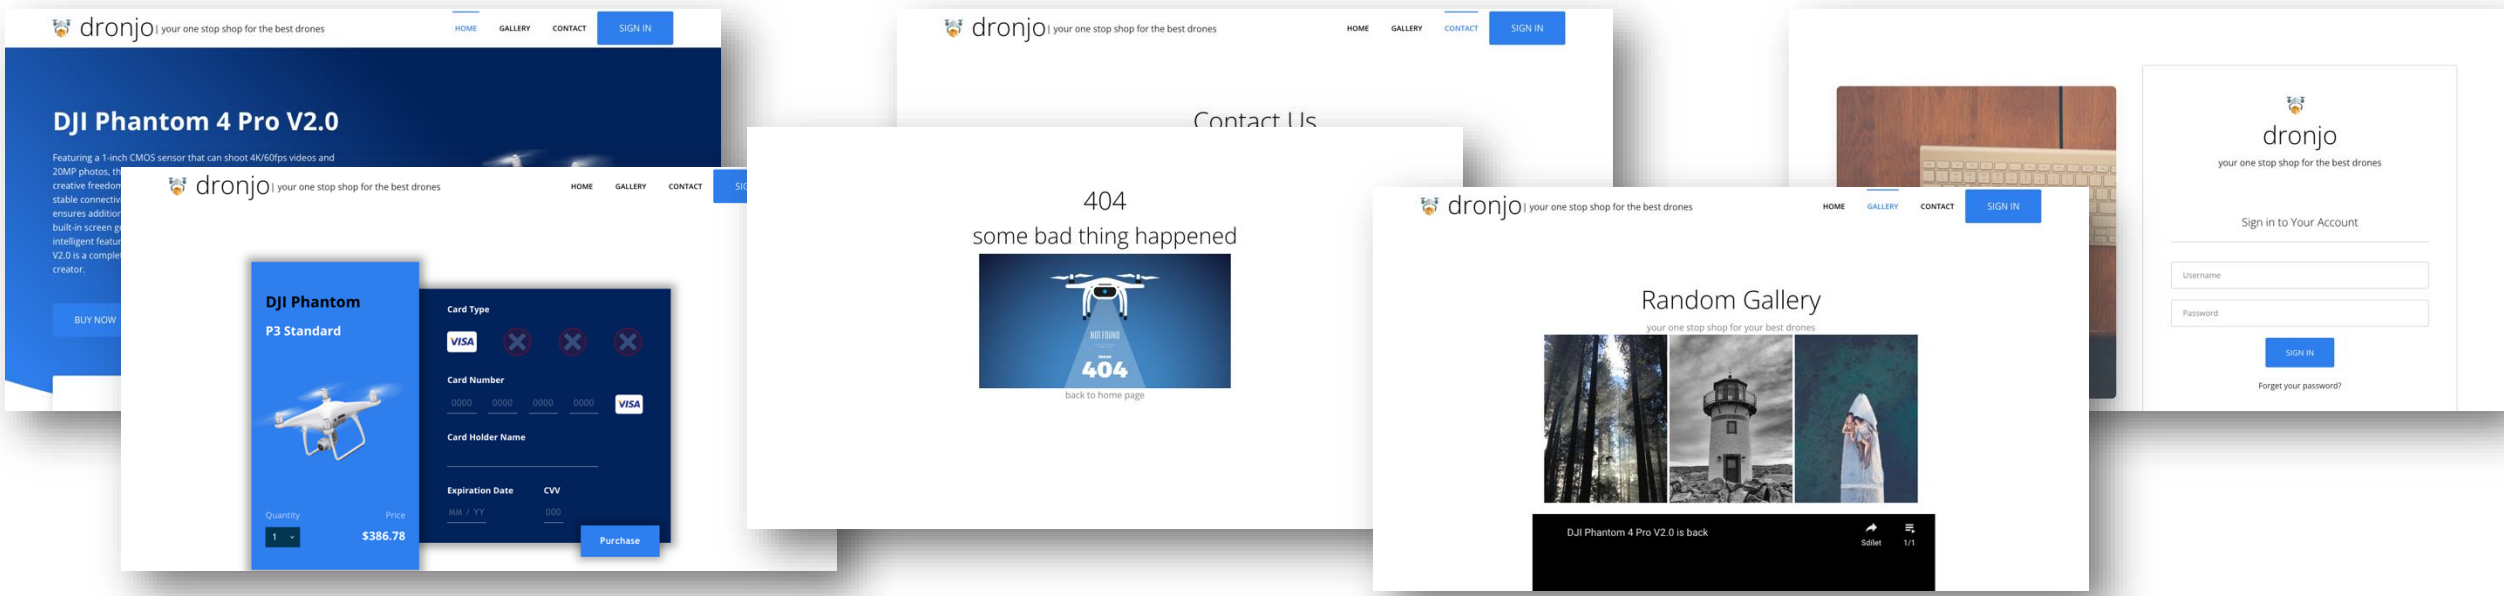 dronjo | your one stop shop for the best drones
HOME GALLERY CONTACT SIGN IN
DJI Phantom 4 Pro V2.0
Featuring a 1-inch CMOS sensor that can shoot 4K/60fps videos and
20MP photos, th
creative freedom
stable connectiv
ensures addition
built-in screen g
intelligent featur
V2.0 is a complet
creator.
BUY NOW
dronjo | your one stop shop for the best drones
HOME GALLERY CONTACT SIG
DJI Phantom
P3 Standard
Quantity Price
1 $386.78
Card Type
VISA
Card Number
0000 0000 0000 0000 VISA
Card Holder Name
Expiration Date CVV
MM / YY 000
Purchase
dronjo | your one stop shop for the best drones
HOME GALLERY CONTACT SIGN IN
Contact Us
404
some bad thing happened
NOT FOUND
404
back to home page
dronjo | your one stop shop for the best drones
HOME GALLERY CONTACT SIGN IN
Random Gallery
your one stop shop for your best drones
DJI Phantom 4 Pro V2.0 is back
Sdílet 1/1
dronjo
your one stop shop for the best drones
Sign in to Your Account
Username
Password
SIGN IN
Forget your password?